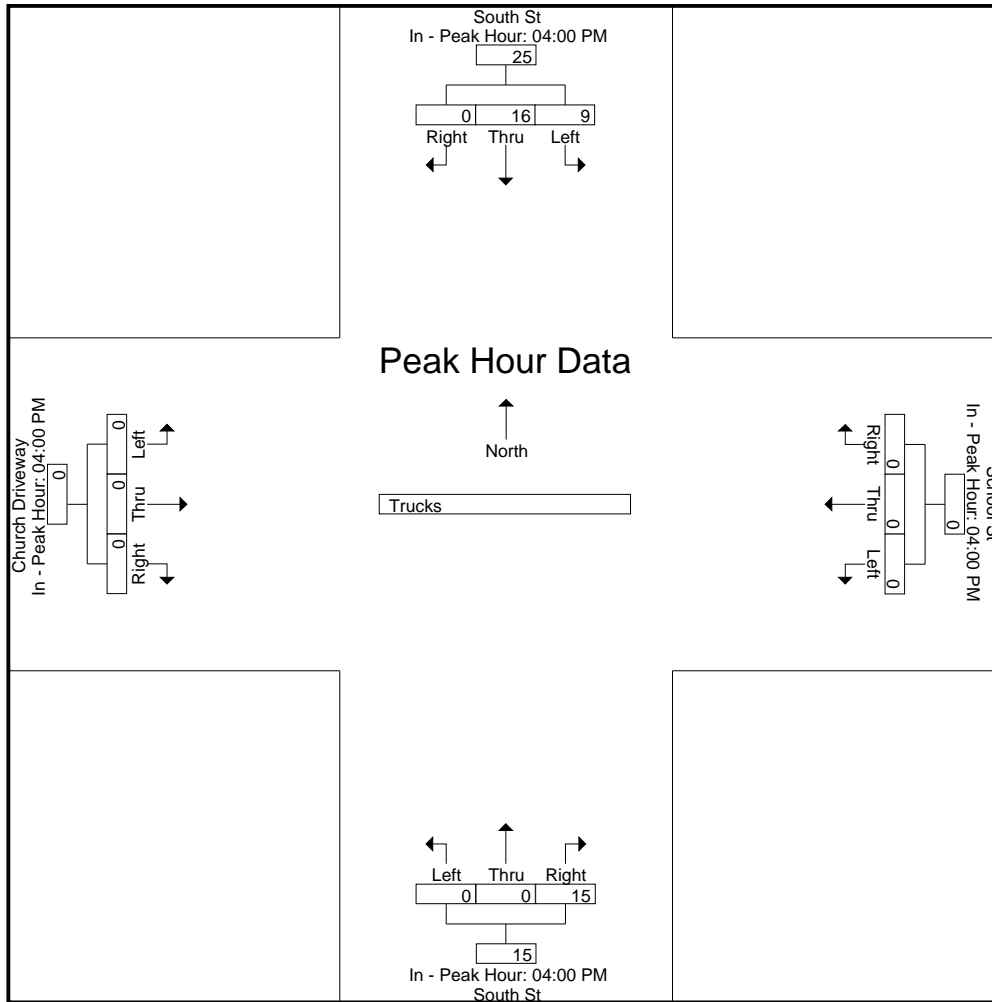 South St
In - Peak Hour: 04:00 PM
25
0 16 9
Right Thru Left
Peak Hour Data
North
Trucks
Church Driveway
In - Peak Hour: 04:00 PM
0
0 0 0
Left Thru Right
In - Peak Hour: 04:00 PM
0
0 0 0
Right Thru Left
Left Thru Right
0 0 15
15
In - Peak Hour: 04:00 PM
South St